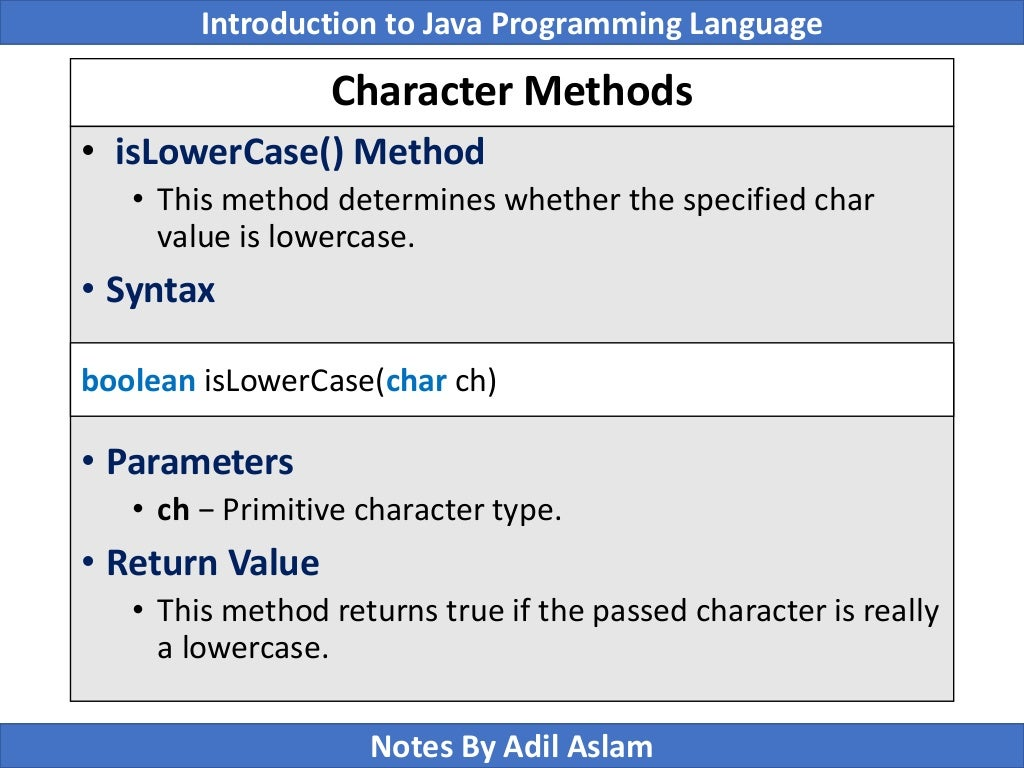 Introduction to Java Programming Language
Character Methods
• isLowerCase() Method
• This method determines whether the specified char
value is lowercase.
• Syntax
boolean isLowerCase(char ch)
• Parameters
• ch − Primitive character type.
• Return Value
• This method returns true if the passed character is really
a lowercase.
Notes By Adil Aslam